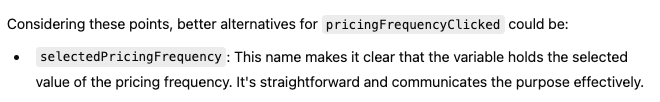 Considering these points, better alternatives for pricingFrequencyClicked could be:
• selectedPricingFrequency: This name makes it clear that the variable holds the selected
value of the pricing frequency. It's straightforward and communicates the purpose effectively.